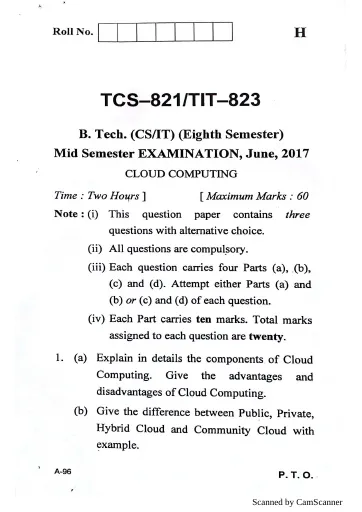 Roll No.
H
TCS–821/TIT–823
B. Tech. (CS/IT) (Eighth Semester)
Mid Semester EXAMINATION, June, 2017
CLOUD COMPUTING
Time : Two Hours ] [ Maximum Marks : 60
Note : (i) This question paper contains three
questions with alternative choice.
(ii) All questions are compulsory.
(iii) Each question carries four Parts (a), (b),
(c) and (d). Attempt either Parts (a) and
(b) or (c) and (d) of each question.
(iv) Each Part carries ten marks. Total marks
assigned to each question are twenty.
1. (a) Explain in details the components of Cloud
Computing. Give the advantages and
disadvantages of Cloud Computing.
(b) Give the difference between Public, Private,
Hybrid Cloud and Community Cloud with
example.
A-96
P. T. O.
Scanned by CamScanner